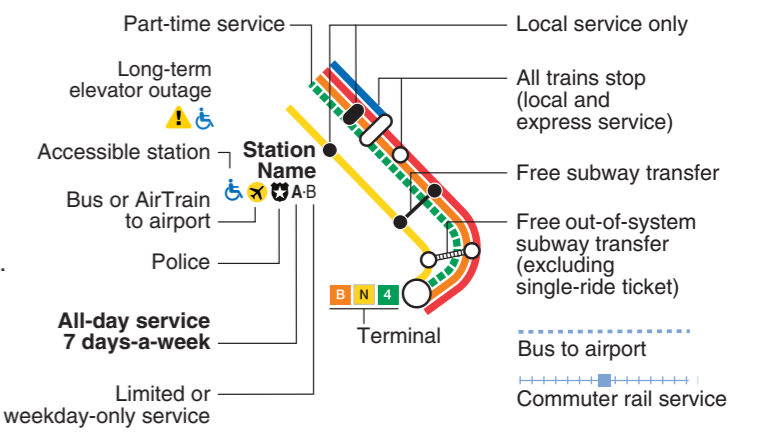 Part-time service
Long-term
elevator outage
Accessible station
Station
Name
A·B
Bus or AirTrain
to airport
.
Police
All-day service
7 days-a-week
Limited or
weekday-only service
B N 4
Terminal
Local service only
All trains stop
(local and
express service)
Free subway transfer
Free out-of-system
subway transfer
(excluding
single-ride ticket)
Bus to airport
Commuter rail service